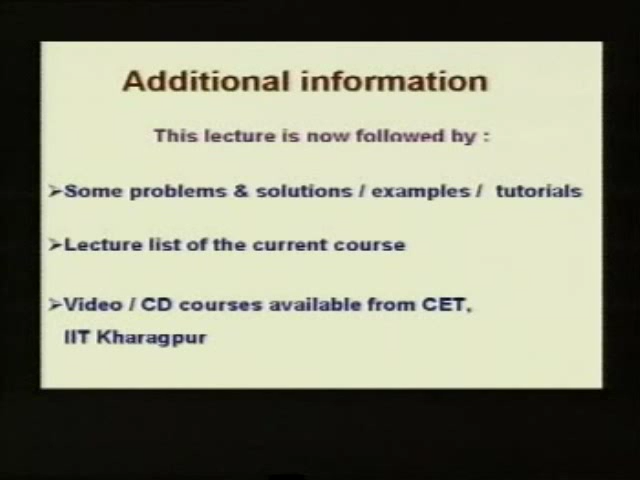 Additional information
This lecture is now followed by :
➢Some problems & solutions / examples / tutorials
➢Lecture list of the current course
➢Video / CD courses available from CET,
IIT Kharagpur